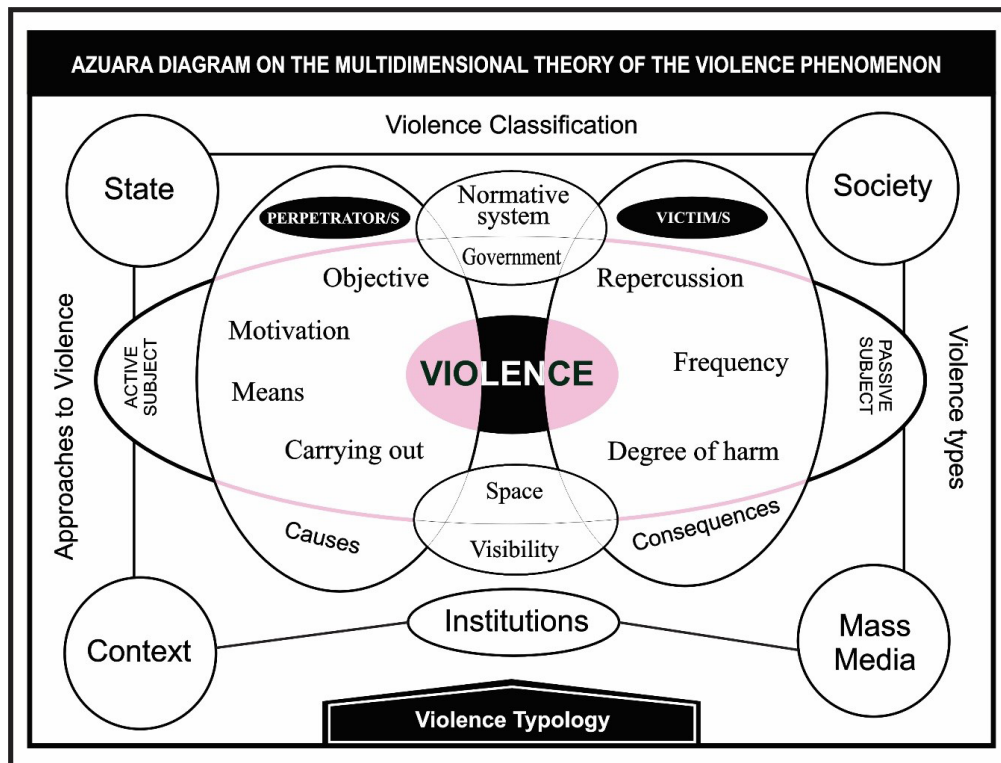 AZUARA DIAGRAM ON THE MULTIDIMENSIONAL THEORY OF THE VIOLENCE PHENOMENON
Violence Classification
State
Society
PERPETRATOR/S
Normative
system
VICTIM/S
Government
Objective
Repercussion
Approaches to Violence
ACTIVE
SUBJECT
Motivation
Means
Carrying out
VIOLENCE
Frequency
Degree of harm
PASSIVE
SUBJECT
Violence types
Space
Visibility
Causes
Consequences
Context
Institutions
Mass
Media
Violence Typology